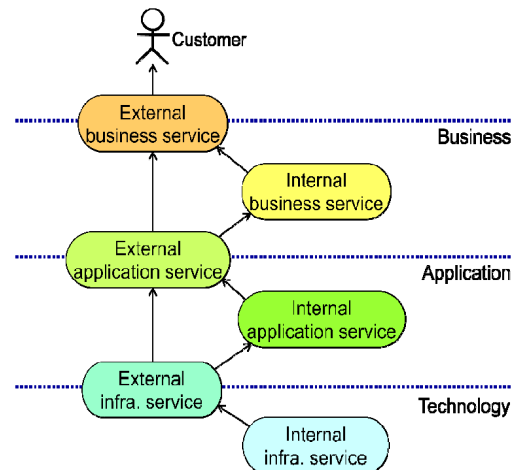 Customer
External
business service
Business
Internal
business service
External
application service
Application
Internal
application service
External
infra. service
Technology
Internal
infra. service